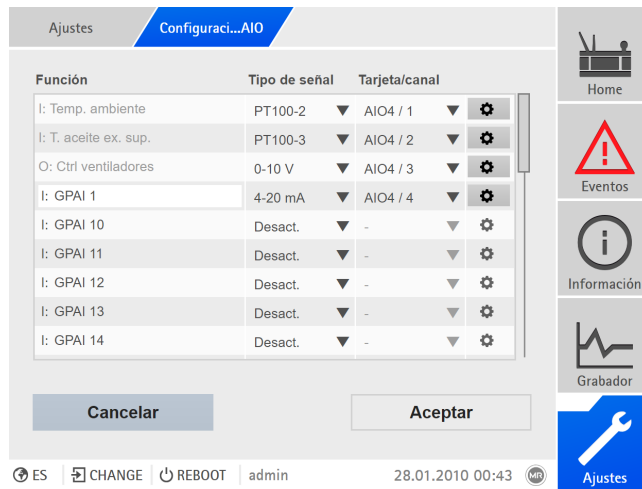 Ajustes
Configuraci...AIO
Función Tipo de señal Tarjeta/canal
I: Temp. ambiente PT100-2 AIO4 / 1
I: T. aceite ex. sup. PT100-3 AIO4 / 2
O: Ctrl ventiladores 0-10 V AIO4 / 3
I: GPAI 1 4-20 mA AIO4 / 4
I: GPAI 10 Desact. -
I: GPAI 11 Desact. -
I: GPAI 12 Desact. -
I: GPAI 13 Desact. -
I: GPAI 14 Desact. -
Cancelar Aceptar
ES CHANGE REBOOT admin 28.01.2010 00:43 MR
Home
Eventos
Información
Grabador
Ajustes